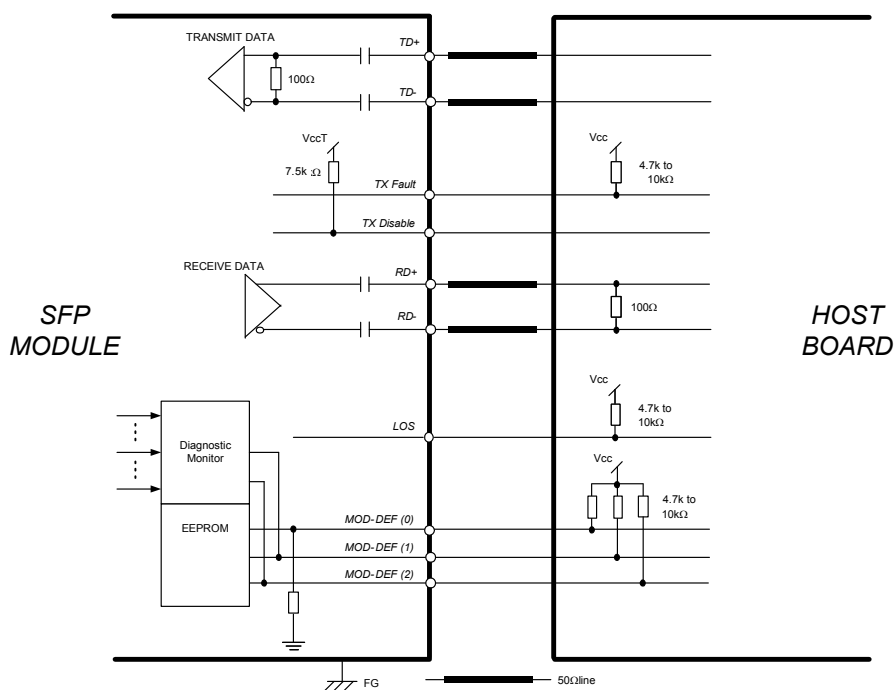 TRANSMIT DATA
TD+
100Ω
TD-
VccT
7.5k :Ω
TX Fault
Vcc
4.7k to
10kΩ
TX Disable
RECEIVE DATA
RD+
100Ω
RD-
SFP
MODULE
HOST
BOARD
Vcc
4.7k to
10kΩ
LOS
Diagnostic
Monitor
Vcc
4.7k to
10kΩ
EEPROM
MOD-DEF (0)
MOD-DEF (1)
MOD-DEF (2)
FG
50Ωline